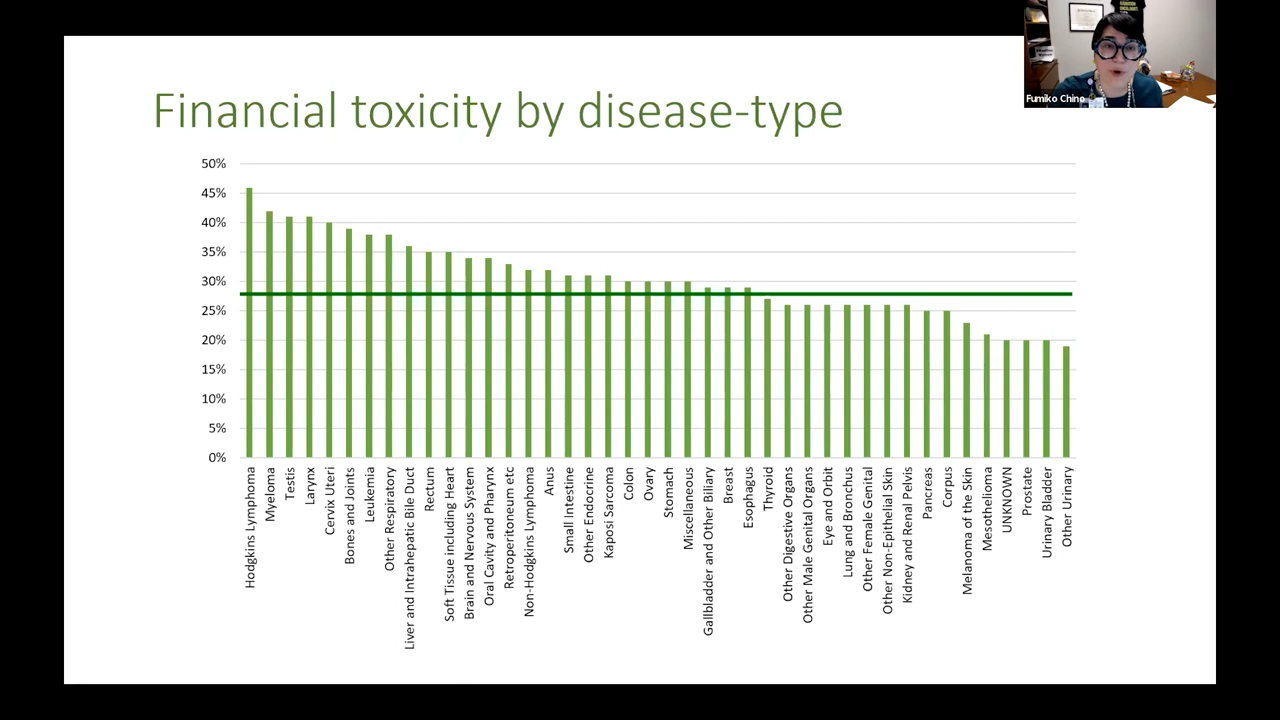 Fumiko Chino
Financial toxicity by disease-type
50%
45%
40%
35%
30%
25%
20%
15%
10%
5%
0%
Hodgkins Lymphoma
Myeloma
Testis
Larynx
Cervix Uteri
Bones and Joints
Leukemia
Other Respiratory
Liver and Intrahepatic Bile Duct
Rectum
Soft Tissue including Heart
Brain and Nervous System
Oral Cavity and Pharynx
Retroperitoneum etc
Non-Hodgkins Lymphoma
Anus
Small Intestine
Other Endocrine
Kaposi Sarcoma
Colon
Ovary
Stomach
Miscellaneous
Gallbladder and Other Biliary
Breast
Esophagus
Thyroid
Other Digestive Organs
Other Male Genital Organs
Eye and Orbit
Lung and Bronchus
Other Female Genital
Other Non-Epithelial Skin
Kidney and Renal Pelvis
Pancreas
Corpus
Melanoma of the Skin
Mesothelioma
UNKNOWN
Prostate
Urinary Bladder
Other Urinary